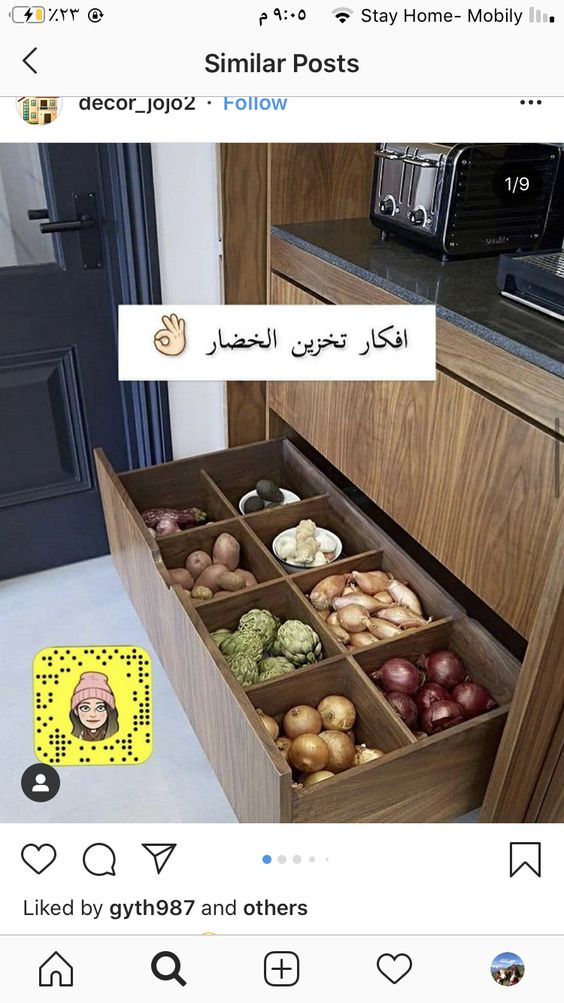 ٪٢٣
٩:٠٥ م
Stay Home- Mobily
Similar Posts
decor_jojo2 · Follow
1/9
افكار تخزين الخضار 👌🏻
Liked by gyth987 and others